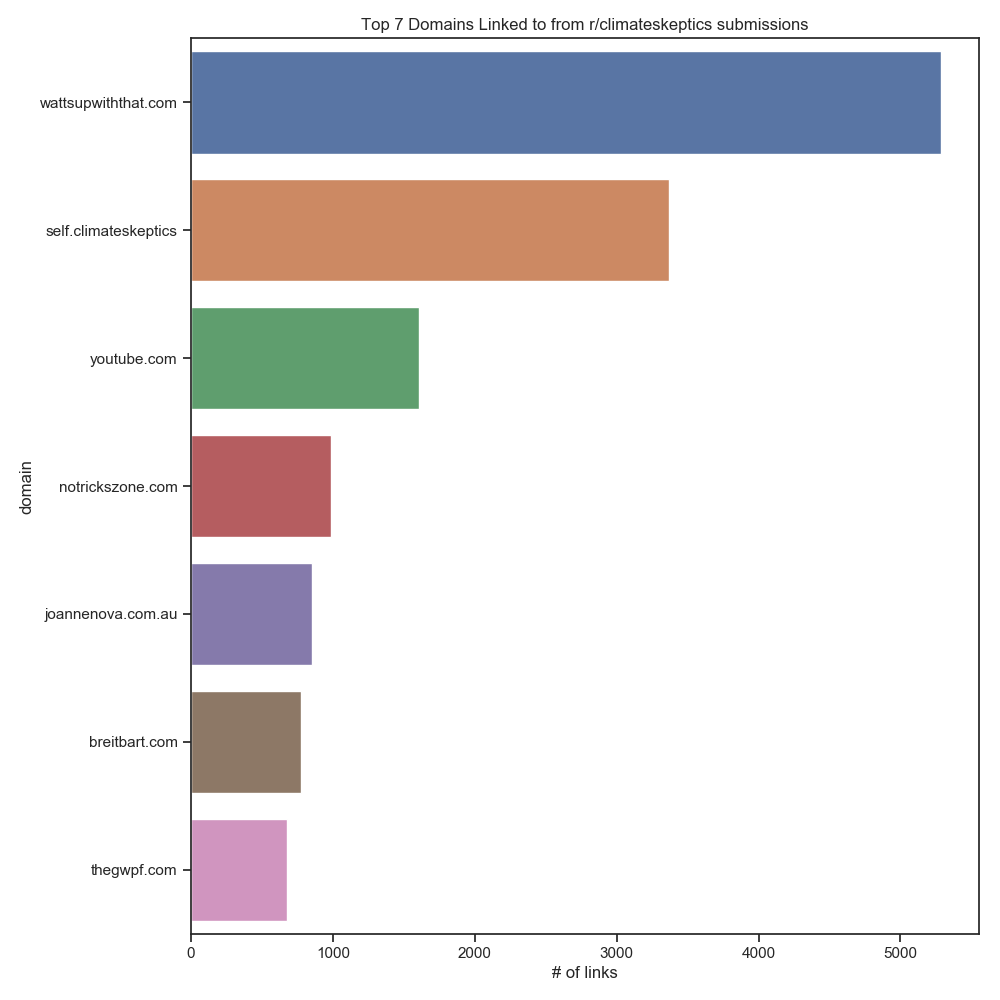 Top 7 Domains Linked to from r/climateskeptics submissions
wattsupwiththat.com
self.climateskeptics
youtube.com
notrickszone.com
joannenova.com.au
breitbart.com
thegwpf.com
domain
0 1000 2000 3000 4000 5000
# of links